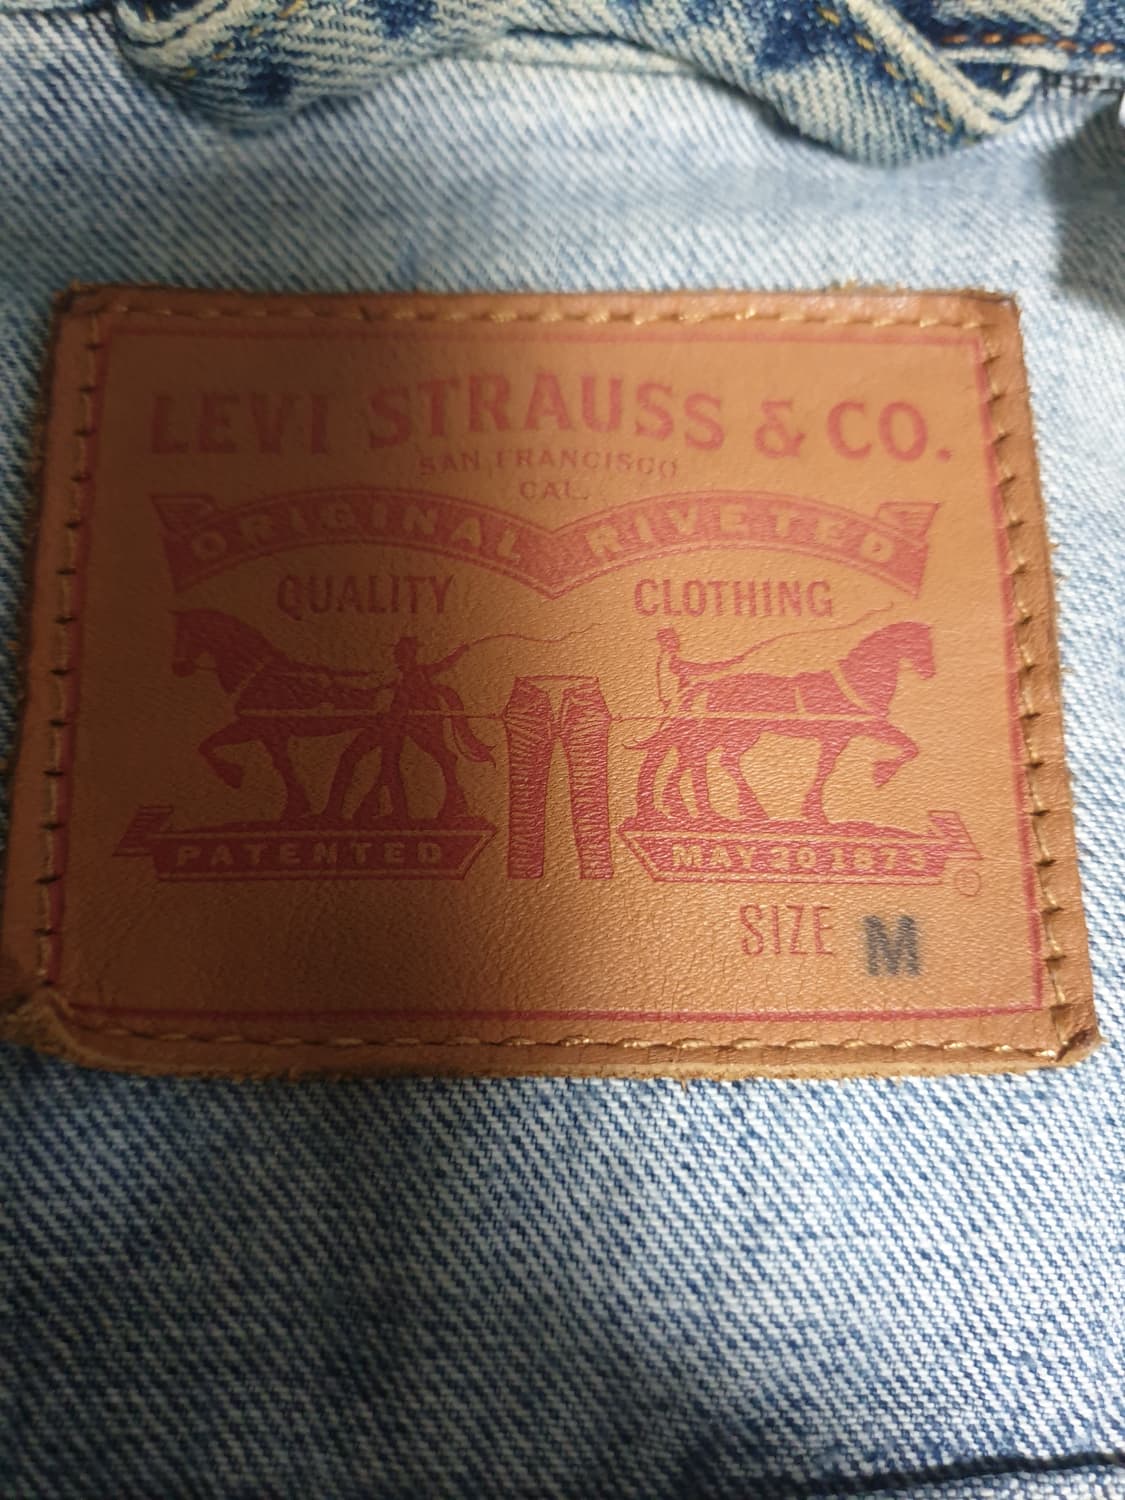 LEVI STRAUSS & CO.
SAN FRANCISCO
CAL.
ORIGINAL RIVETED
QUALITY CLOTHING
PATENTED MAY 20 1873
®
SIZE M